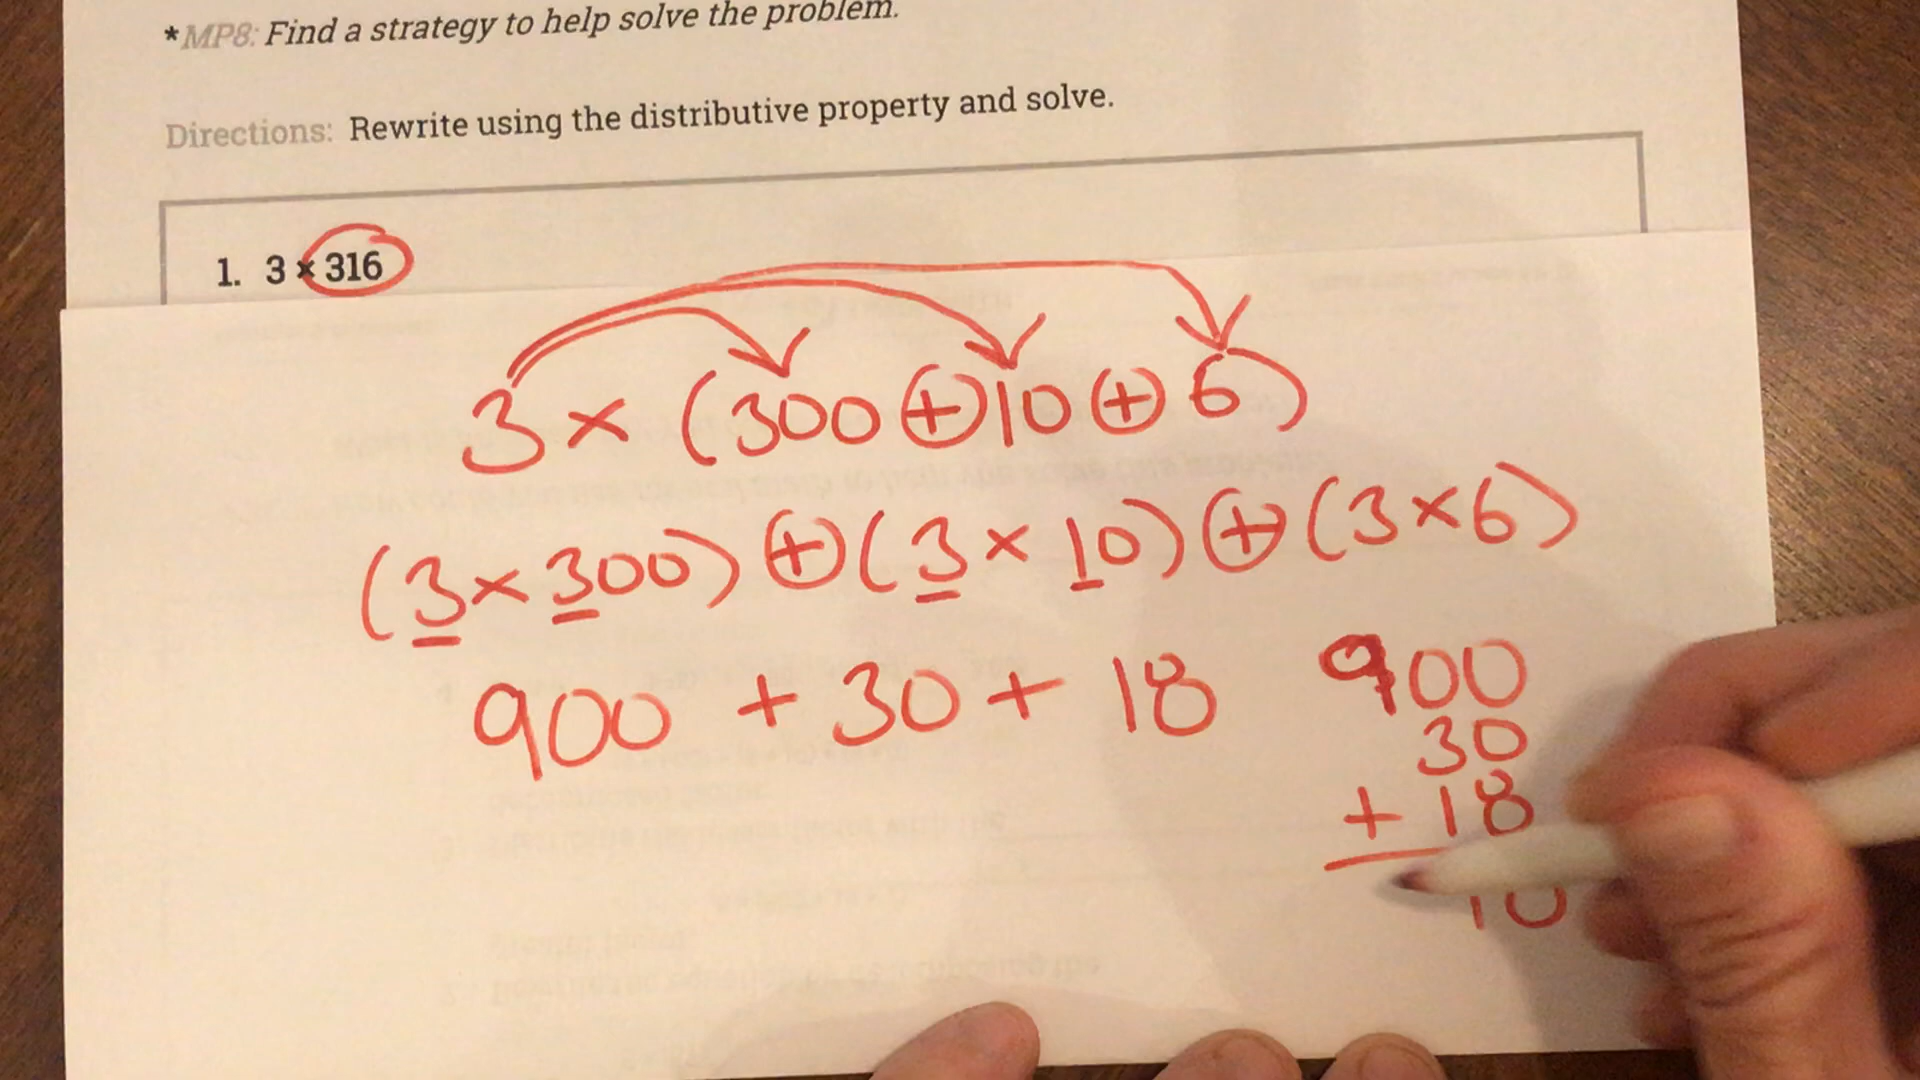 *MP8: Find a strategy to help solve the problem.
Directions: Rewrite using the distributive property and solve.
1. 3 × 316
3 × (300 + 10 + 6)
(3 × 300) + (3 × 10) + (3 × 6)
900 + 30 + 18
900
30
+ 18